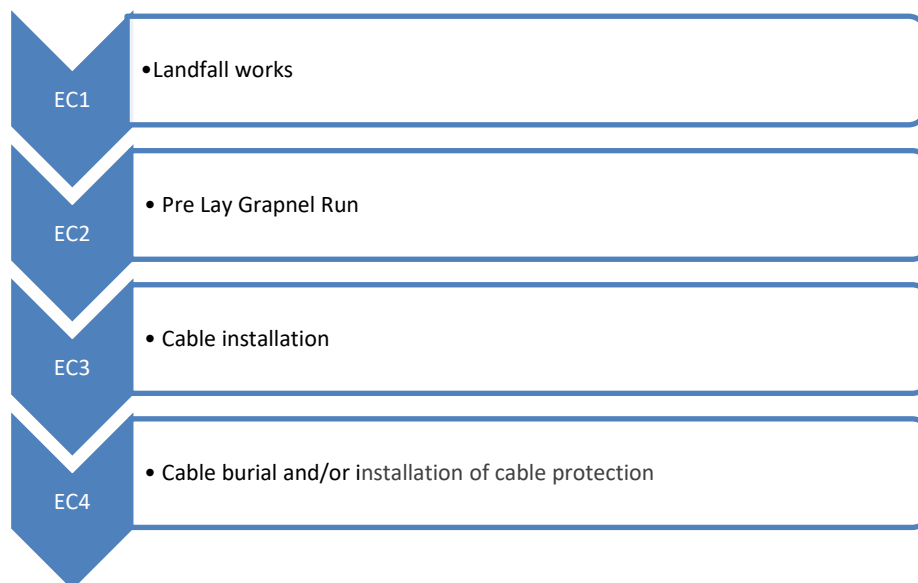 EC1
•Landfall works
EC2
• Pre Lay Grapnel Run
EC3
• Cable installation
EC4
• Cable burial and/or installation of cable protection